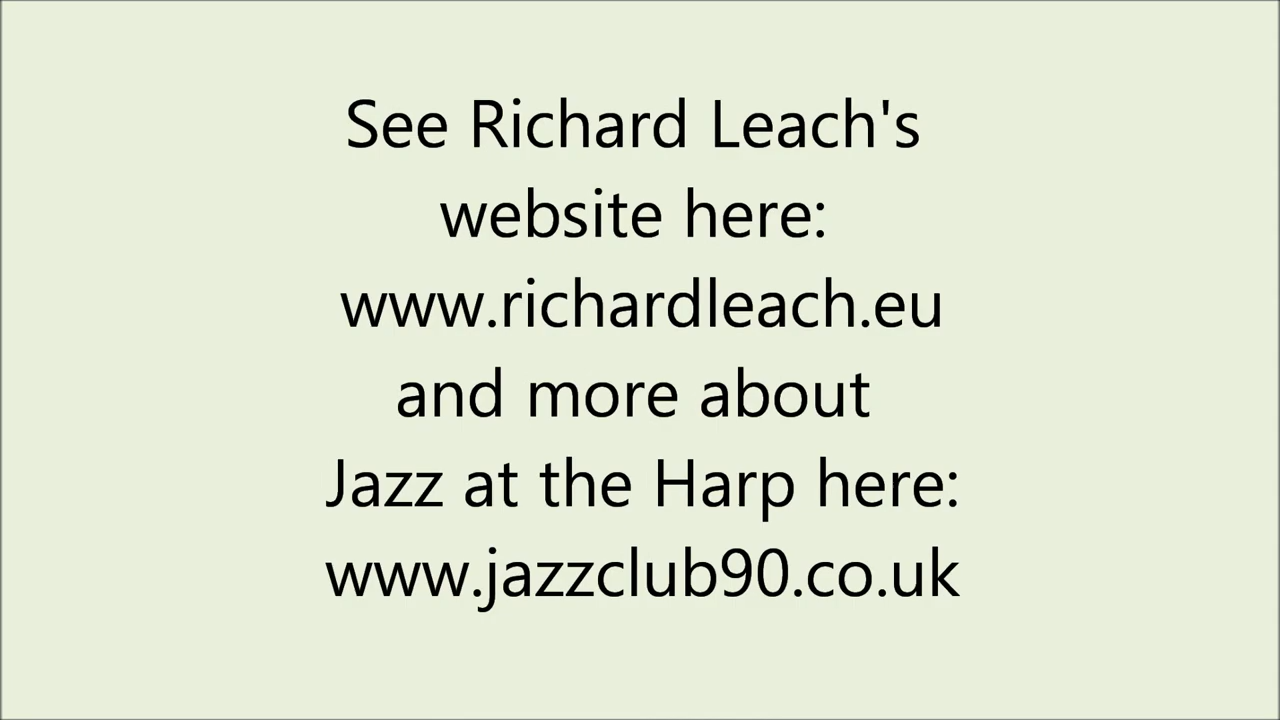 See Richard Leach's
website here:
www.richardleach.eu
and more about
Jazz at the Harp here:
www.jazzclub90.co.uk